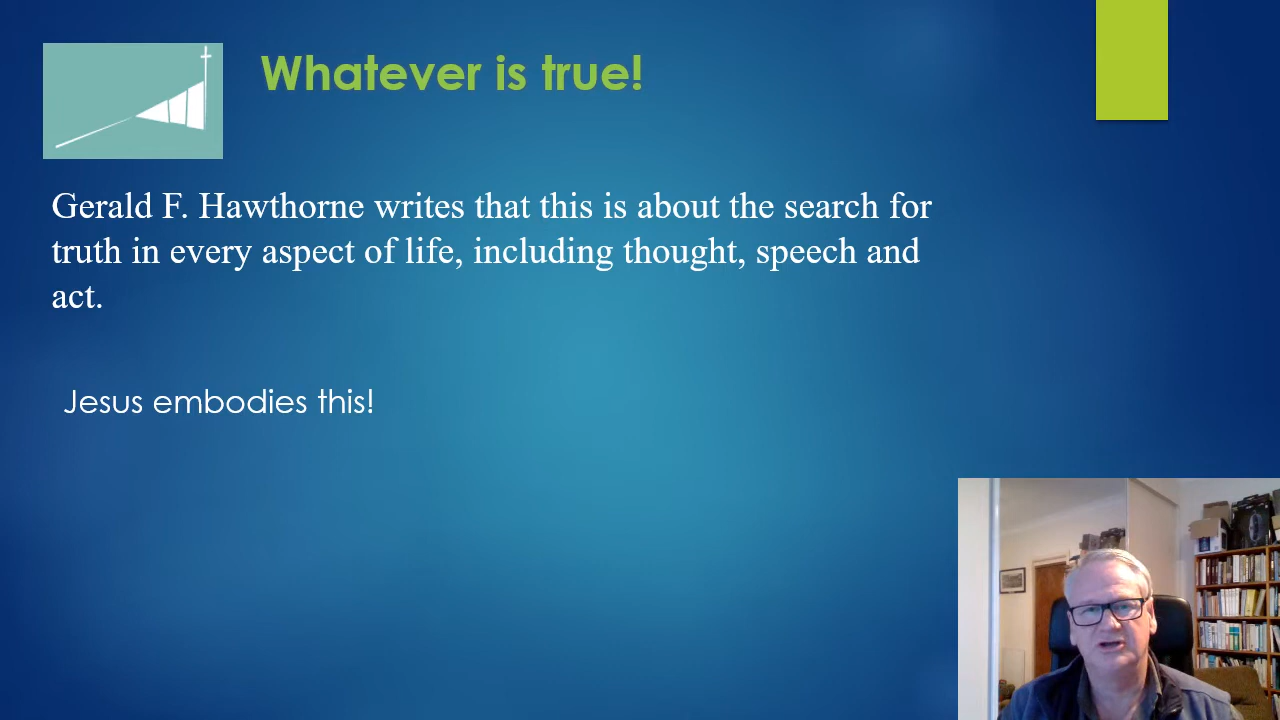 Whatever is true!
Gerald F. Hawthorne writes that this is about the search for
truth in every aspect of life, including thought, speech and
act.
Jesus embodies this!